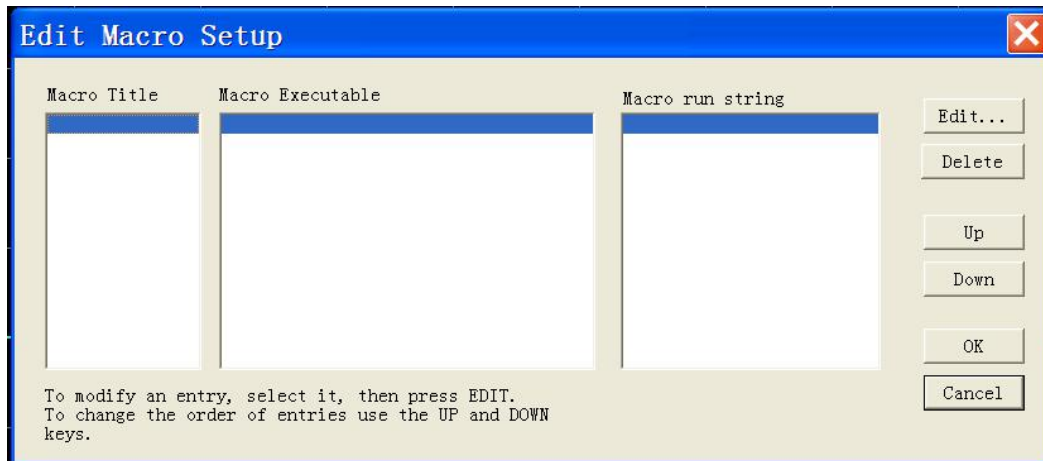 Edit Macro Setup
Macro Title
Macro Executable
Macro run string
Edit...
Delete
Up
Down
OK
Cancel
To modify an entry, select it, then press EDIT.
To change the order of entries use the UP and DOWN
keys.